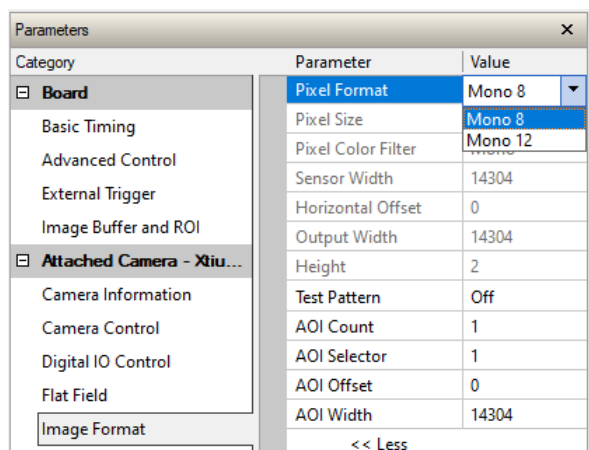 Parameters ×
Category Parameter Value
Board Pixel Format Mono 8
Basic Timing Pixel Size Mono 8
Advanced Control Pixel Color Filter Mono 12
External Trigger Sensor Width 14304
Image Buffer and ROI Horizontal Offset 0
Output Width 14304
Attached Camera - Xtiu... Height 2
Camera Information Test Pattern Off
Camera Control AOI Count 1
Digital IO Control AOI Selector 1
Flat Field AOI Offset 0
Image Format AOI Width 14304
<< Less